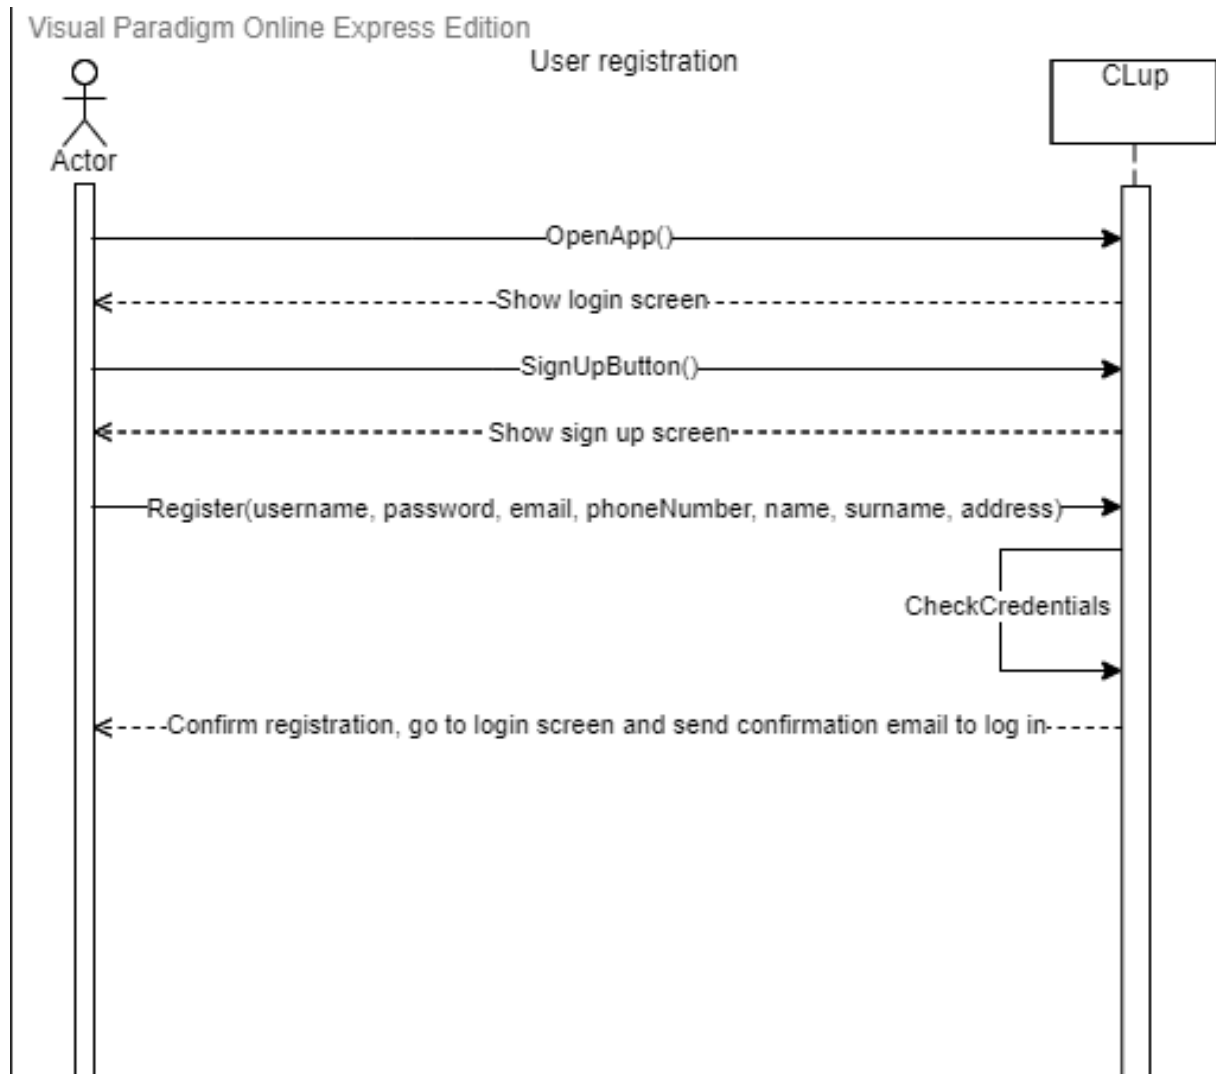 Visual Paradigm Online Express Edition
User registration
CLup
Actor
OpenApp()
Show login screen
SignUpButton()
Show sign up screen
Register(username, password, email, phoneNumber, name, surname, address)
CheckCredentials
Confirm registration, go to login screen and send confirmation email to log in